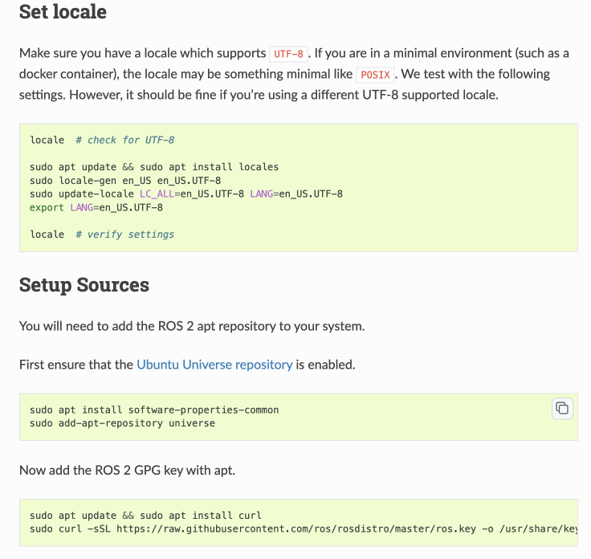 Set locale
Make sure you have a locale which supports UTF-8 . If you are in a minimal environment (such as a
docker container), the locale may be something minimal like POSIX . We test with the following
settings. However, it should be fine if you're using a different UTF-8 supported locale.
locale  # check for UTF-8
sudo apt update && sudo apt install locales
sudo locale-gen en_US en_US.UTF-8
sudo update-locale LC_ALL=en_US.UTF-8 LANG=en_US.UTF-8
export LANG=en_US.UTF-8
locale  # verify settings
Setup Sources
You will need to add the ROS 2 apt repository to your system.
First ensure that the Ubuntu Universe repository is enabled.
sudo apt install software-properties-common
sudo add-apt-repository universe
Now add the ROS 2 GPG key with apt.
sudo apt update && sudo apt install curl
sudo curl -sSL https://raw.githubusercontent.com/ros/rosdistro/master/ros.key -o /usr/share/key